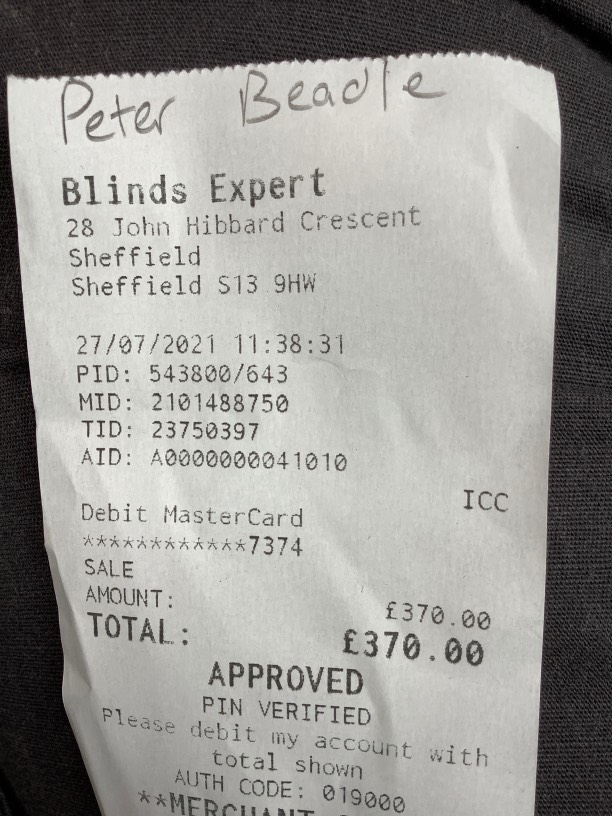 Peter Beadle
Blinds Expert
28 John Hibbard Crescent
Sheffield
Sheffield S13 9HW
27/07/2021 11:38:31
PID: 543800/643
MID: 2101488750
TID: 23750397
AID: A0000000041010
ICC
Debit MasterCard
************7374
SALE
AMOUNT: £370.00
TOTAL: £370.00
APPROVED
PIN VERIFIED
Please debit my account with
total shown
AUTH CODE: 019000
**MERCHANT